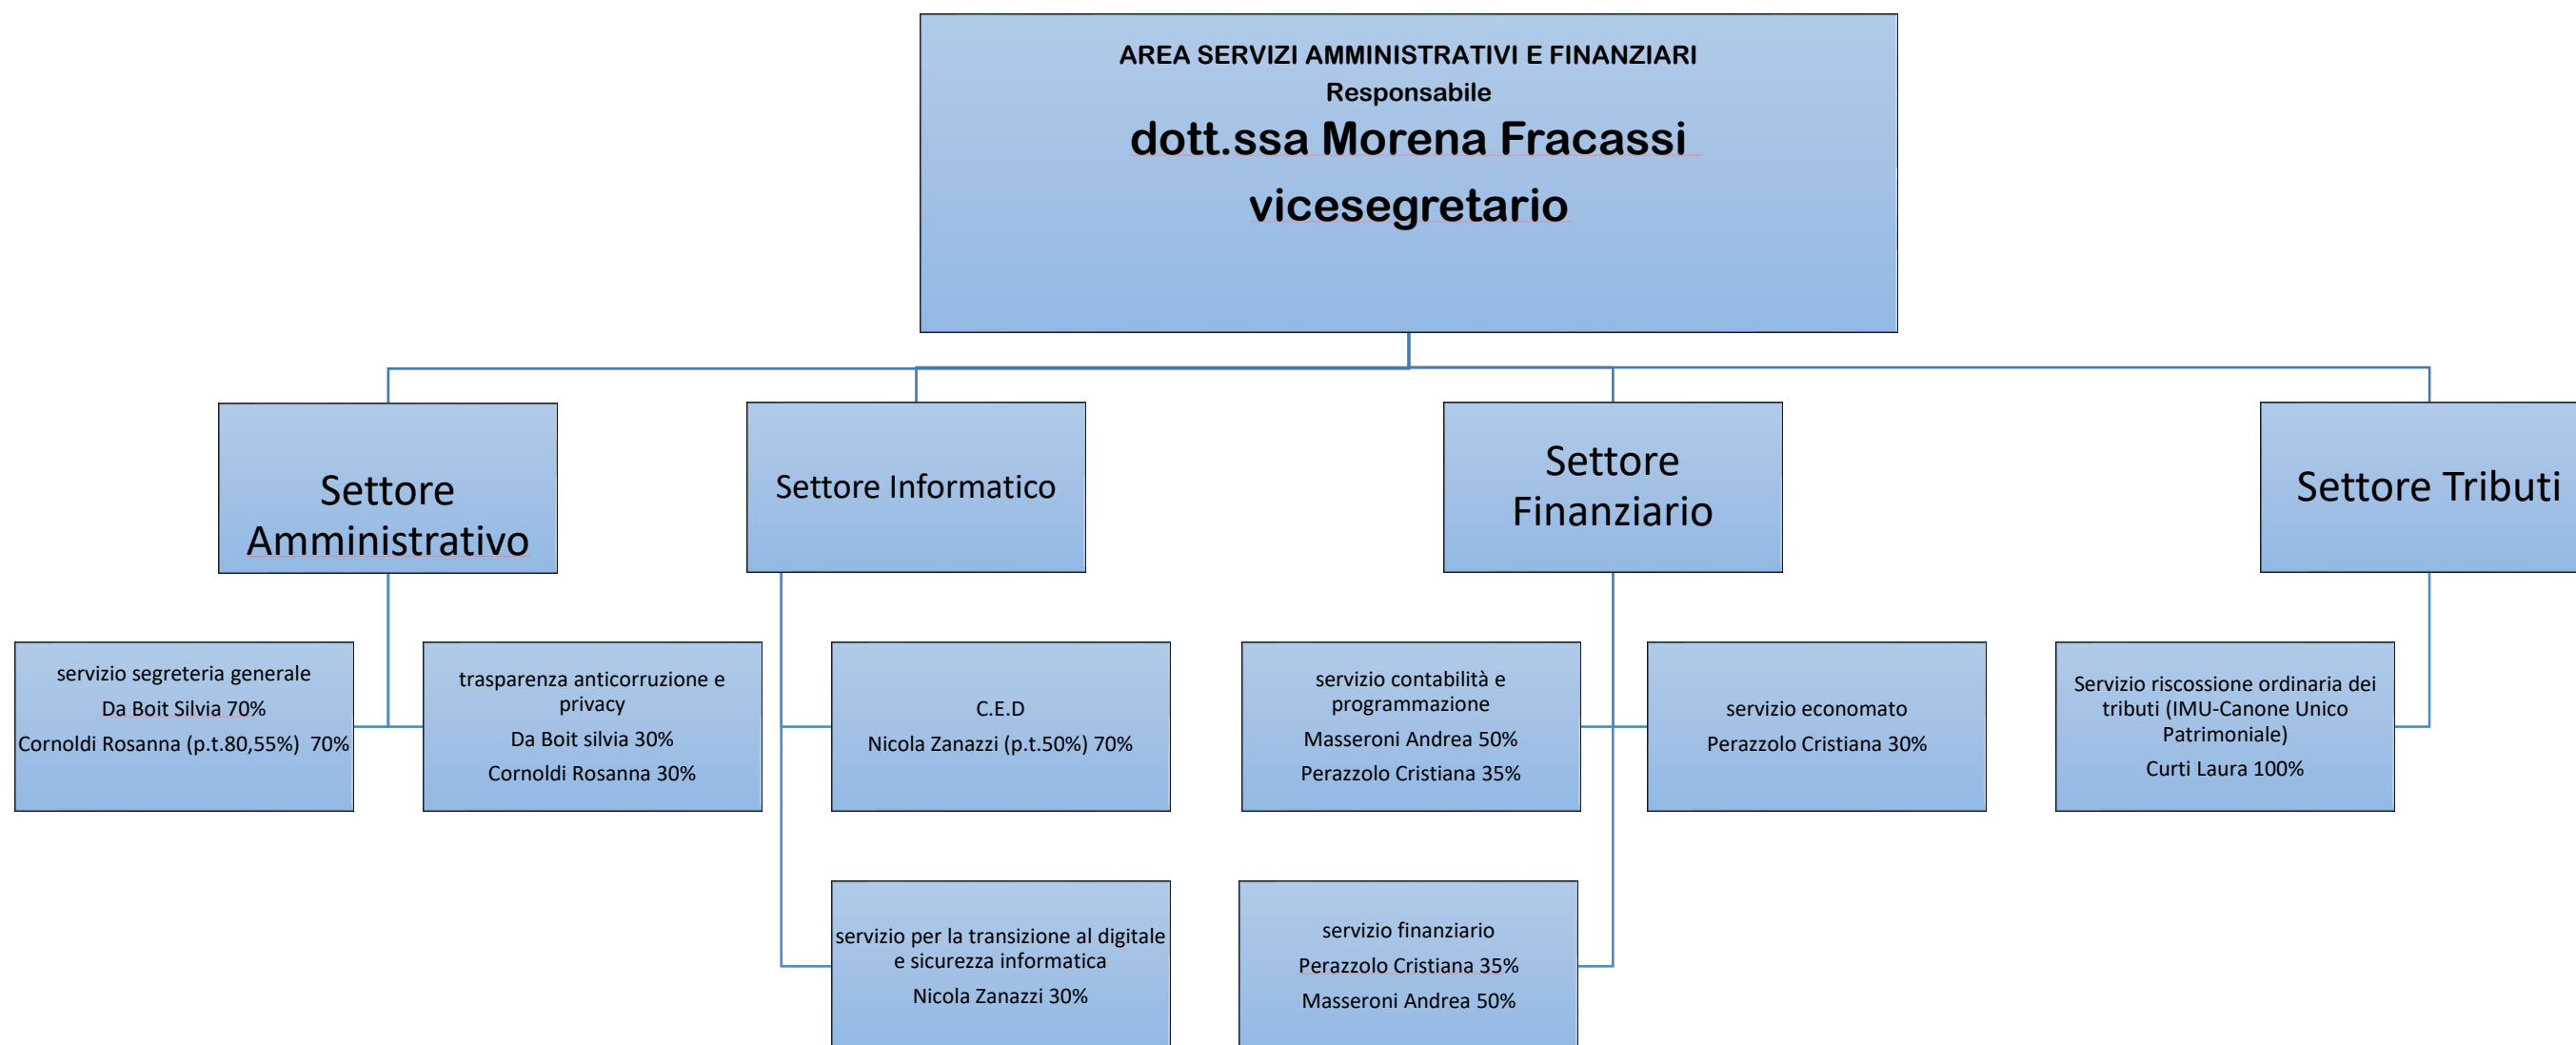 AREA SERVIZI AMMINISTRATIVI E FINANZIARI
Responsabile
dott.ssa Morena Fracassi
vicesegretario
Settore
Amministrativo
Settore Informatico
Settore
Finanziario
Settore Tributi
servizio segreteria generale
Da Boit Silvia 70%
Cornoldi Rosanna (p.t.80,55%) 70%
trasparenza anticorruzione e
privacy
Da Boit silvia 30%
Cornoldi Rosanna 30%
C.E.D
Nicola Zanazzi (p.t.50%) 70%
servizio contabilità e
programmazione
Masseroni Andrea 50%
Perazzolo Cristiana 35%
servizio economato
Perazzolo Cristiana 30%
Servizio riscossione ordinaria dei
tributi (IMU-Canone Unico
Patrimoniale)
Curti Laura 100%
servizio per la transizione al digitale
e sicurezza informatica
Nicola Zanazzi 30%
servizio finanziario
Perazzolo Cristiana 35%
Masseroni Andrea 50%